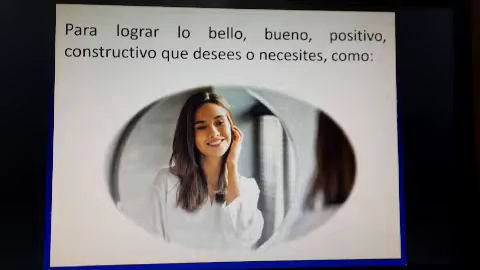 Para lograr lo bello, bueno, positivo,
constructivo que desees o necesites, como: